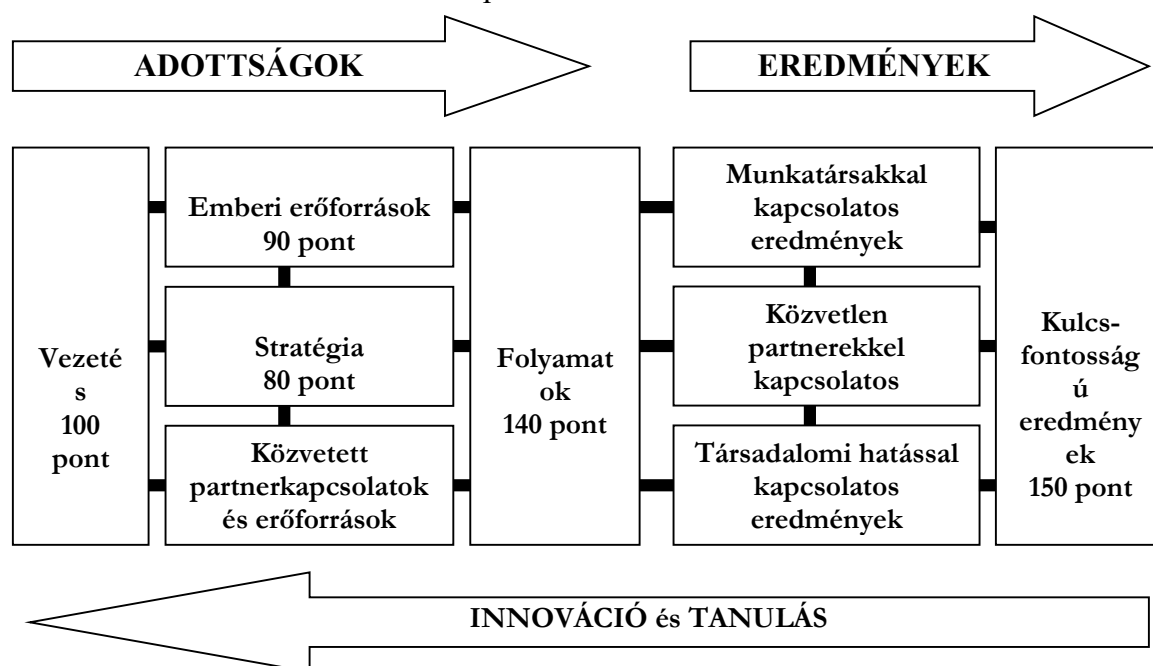 ADOTTSÁGOK
EREDMÉNYEK
Vezeté
s
100
pont
Emberi erőforrások
90 pont
Stratégia
80 pont
Közvetett
partnerkapcsolatok
és erőforrások
Folyamat
ok
140 pont
Munkatársakkal
kapcsolatos
eredmények
Közvetlen
partnerekkel
kapcsolatos
Társadalomi hatással
kapcsolatos
eredmények
Kulcs-
fontosság
ú
eredmény
ek
150 pont
INNOVÁCIÓ és TANULÁS